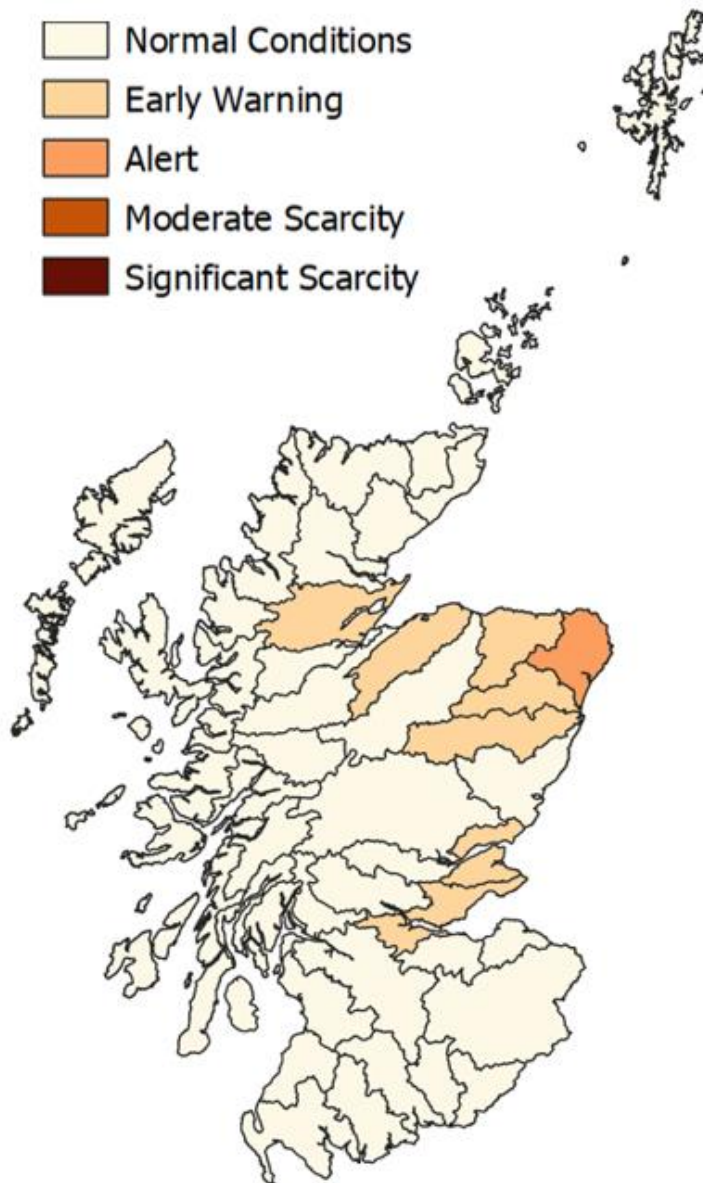 Normal Conditions
Early Warning
Alert
Moderate Scarcity
Significant Scarcity